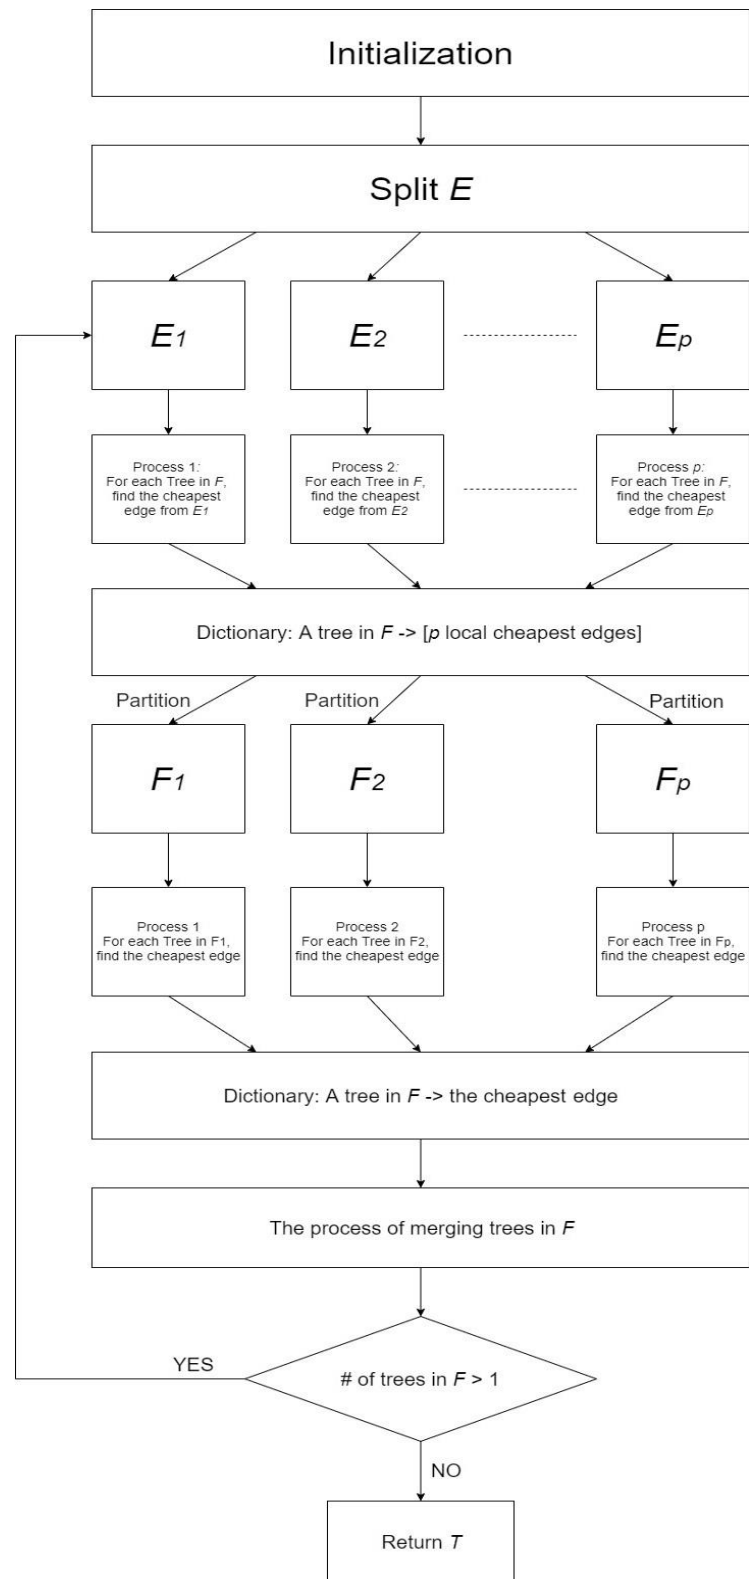 Initialization
Split E
E1
E2
Ep
Process 1:
For each Tree in F,
find the cheapest
edge from E1
Process 2:
For each Tree in F,
find the cheapest
edge from E2
Process p:
For each Tree in F,
find the cheapest
edge from Ep
Dictionary: A tree in F -> [p local cheapest edges]
Partition
Partition
Partition
F1
F2
Fp
Process 1
For each Tree in F1,
find the cheapest edge
Process 2
For each Tree in F2,
find the cheapest edge
Process p
For each Tree in Fp,
find the cheapest edge
Dictionary: A tree in F -> the cheapest edge
The process of merging trees in F
YES
# of trees in F > 1
NO
Return T